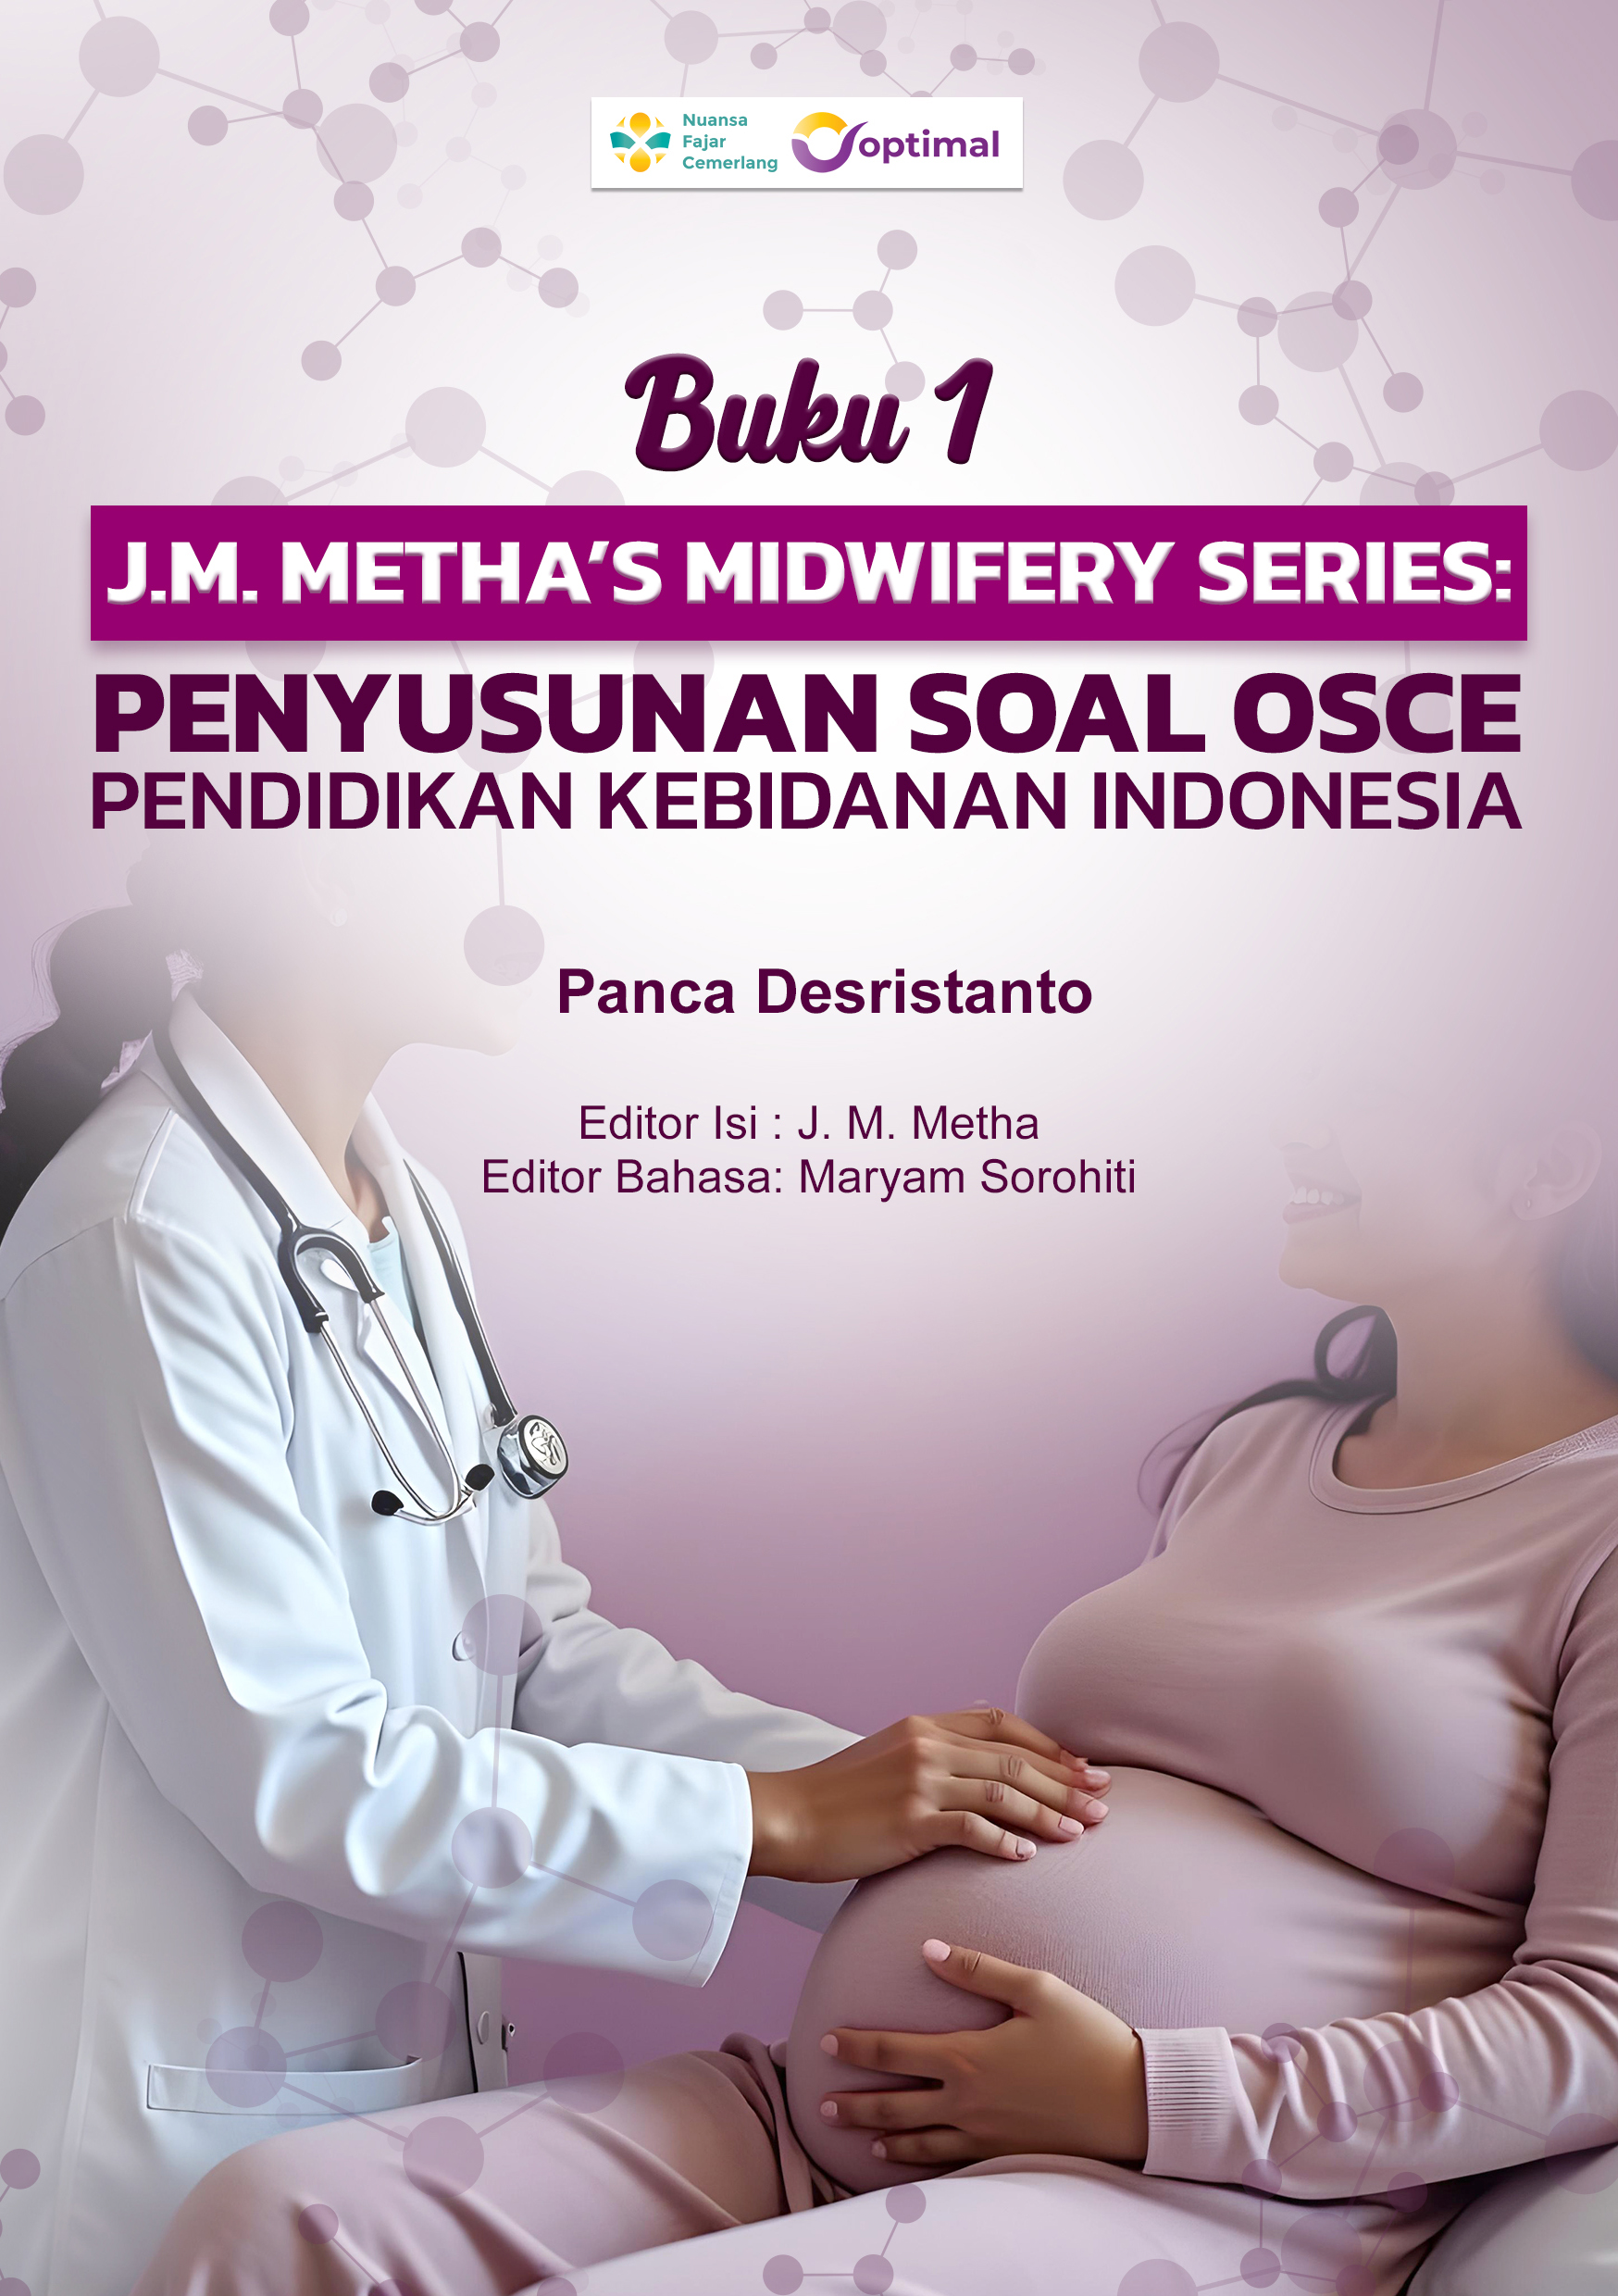 Nuansa
Fajar
Cemerlang
optimal
Buku 1
J.M. METHA’S MIDWIFERY SERIES:
PENYUSUNAN SOAL OSCE
PENDIDIKAN KEBIDANAN INDONESIA
Panca Desristanto
Editor Isi : J. M. Metha
Editor Bahasa: Maryam Sorohiti